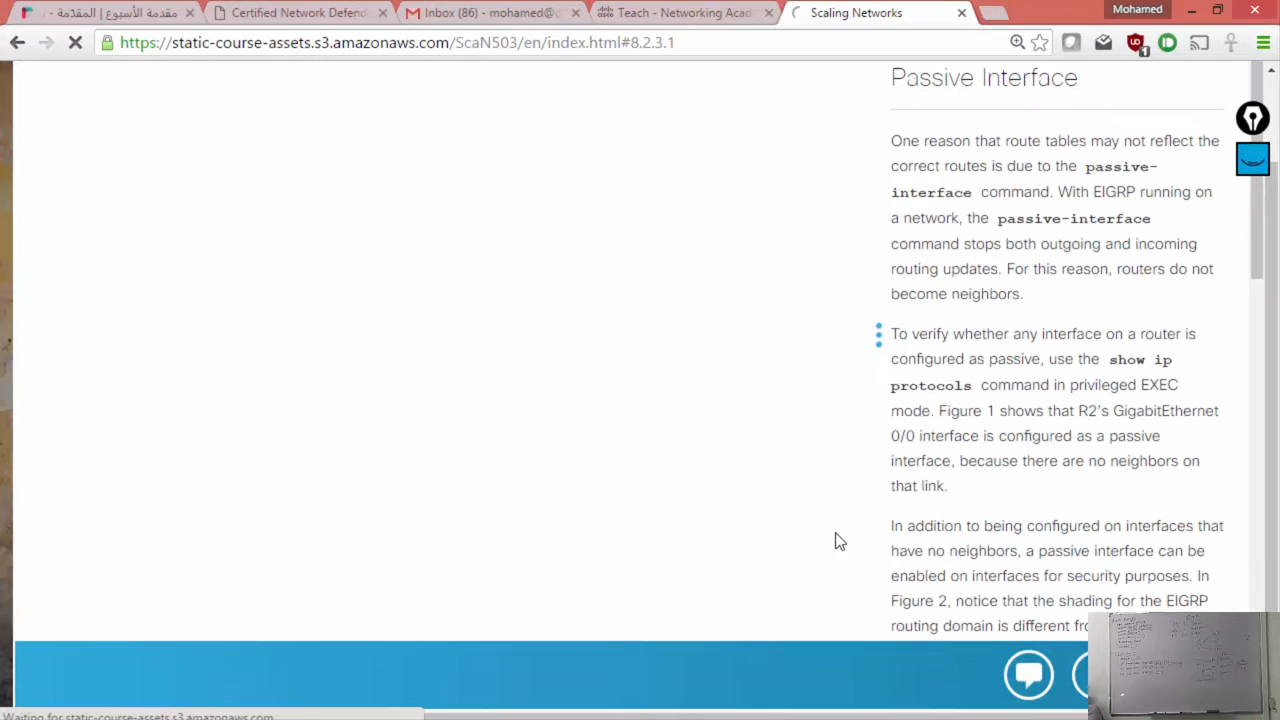 المقدّمة | مقدمة الأسبوع -
Certified Network Defend
Inbox (86) - mohamed@c
Teach - Networking Acad
Scaling Networks
Mohamed
https://static-course-assets.s3.amazonaws.com/ScaN503/en/index.html#8.2.3.1
1
Passive Interface
One reason that route tables may not reflect the
correct routes is due to the passive-
interface command. With EIGRP running on
a network, the passive-interface
command stops both outgoing and incoming
routing updates. For this reason, routers do not
become neighbors.
To verify whether any interface on a router is
configured as passive, use the show ip
protocols command in privileged EXEC
mode. Figure 1 shows that R2's GigabitEthernet
0/0 interface is configured as a passive
interface, because there are no neighbors on
that link.
In addition to being configured on interfaces that
have no neighbors, a passive interface can be
enabled on interfaces for security purposes. In
Figure 2, notice that the shading for the EIGRP
routing domain is different
Waiting for static-course-assets.s3.amazonaws.com